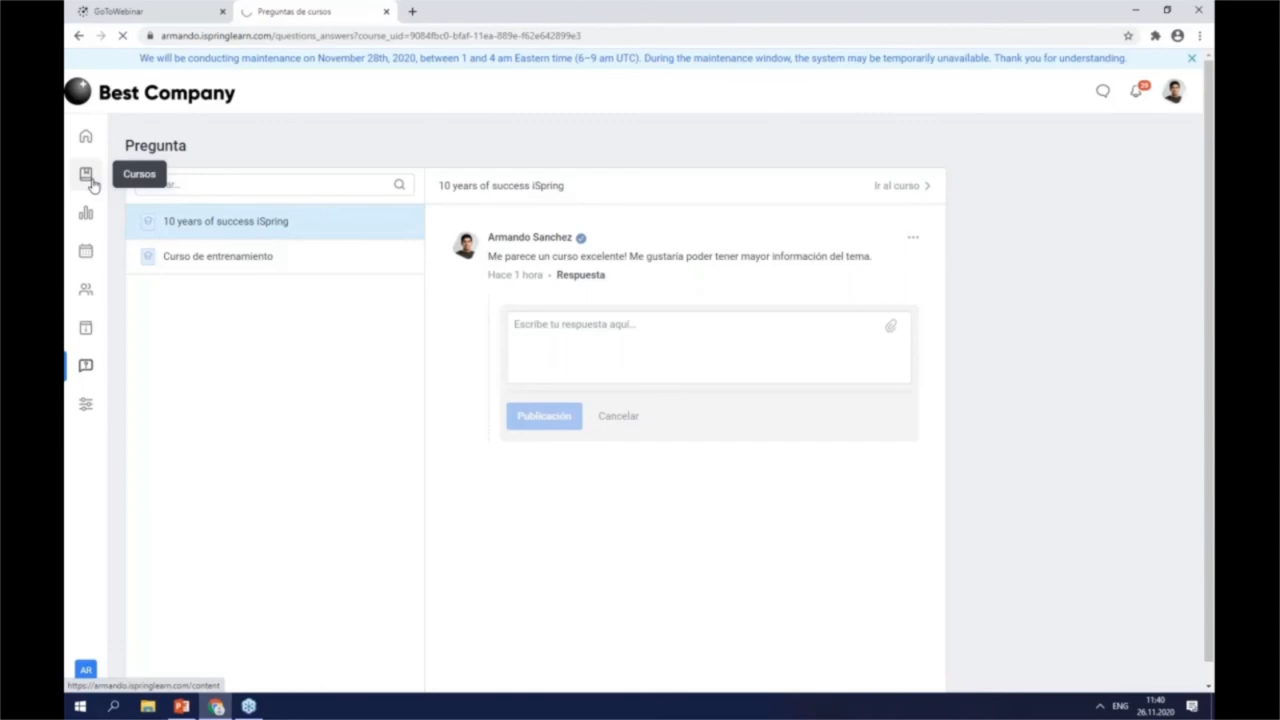 GoToWebinar
Preguntas de cursos
armando.ispringlearn.com/questions_answers?course_uid=9084fbc0-bfaf-11ea-889e-f62e642899e3
We will be conducting maintenance on November 28th, 2020, between 1 and 4 am Eastern time (6–9 am UTC). During the maintenance window, the system may be temporarily unavailable. Thank you for understanding.
Best Company
Pregunta
Cursos
10 years of success iSpring
Ir al curso
10 years of success iSpring
Curso de entrenamiento
Armando Sanchez
Me parece un curso excelente! Me gustaría poder tener mayor información del tema.
Hace 1 hora • Respuesta
Escribe tu respuesta aquí...
Publicación
Cancelar
AR
https://armando.ispringlearn.com/content
ENG
11:40
26.11.2020